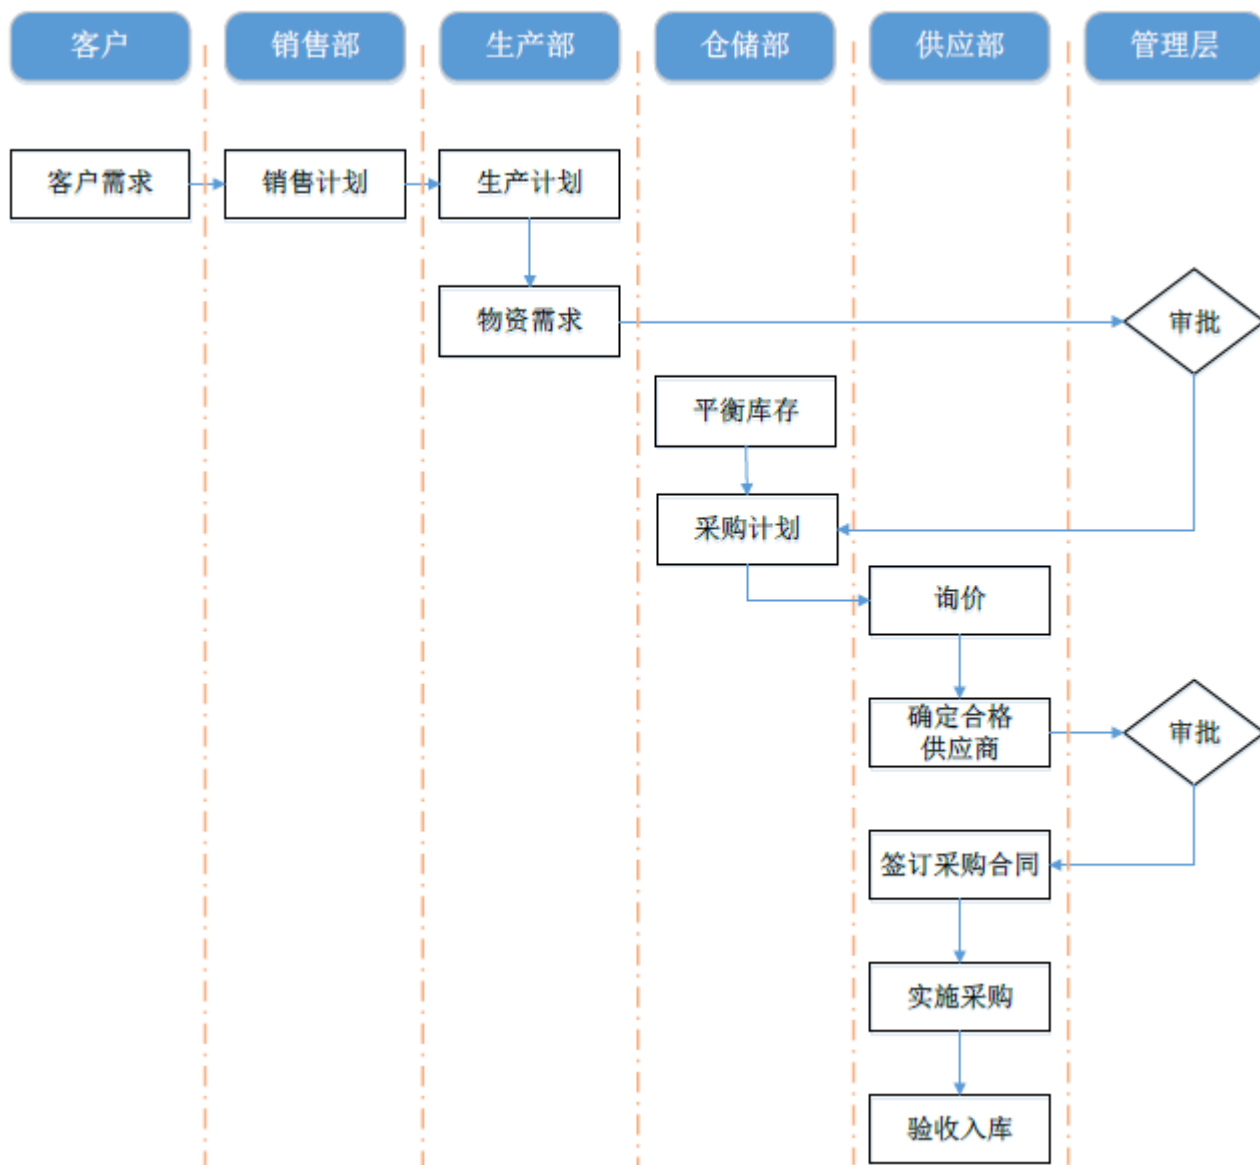 客户
销售部
生产部
仓储部
供应部
管理层
客户需求
销售计划
生产计划
物资需求
审批
平衡库存
采购计划
询价
确定合格
供应商
审批
签订采购合同
实施采购
验收入库